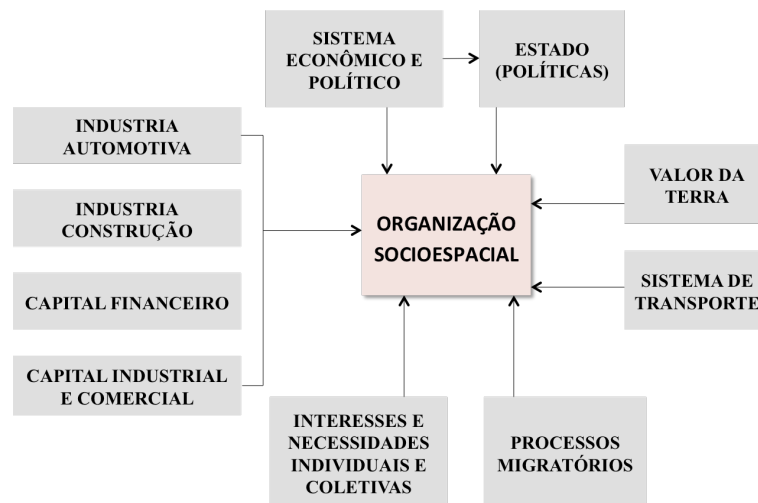 SISTEMA
ECONÔMICO E
POLÍTICO
ESTADO
(POLÍTICAS)
INDUSTRIA
AUTOMOTIVA
INDUSTRIA
CONSTRUÇÃO
CAPITAL FINANCEIRO
CAPITAL INDUSTRIAL
E COMERCIAL
ORGANIZAÇÃO
SOCIOESPACIAL
VALOR DA
TERRA
SISTEMA DE
TRANSPORTE
INTERESSES E
NECESSIDADES
INDIVIDUAIS E
COLETIVAS
PROCESSOS
MIGRATÓRIOS